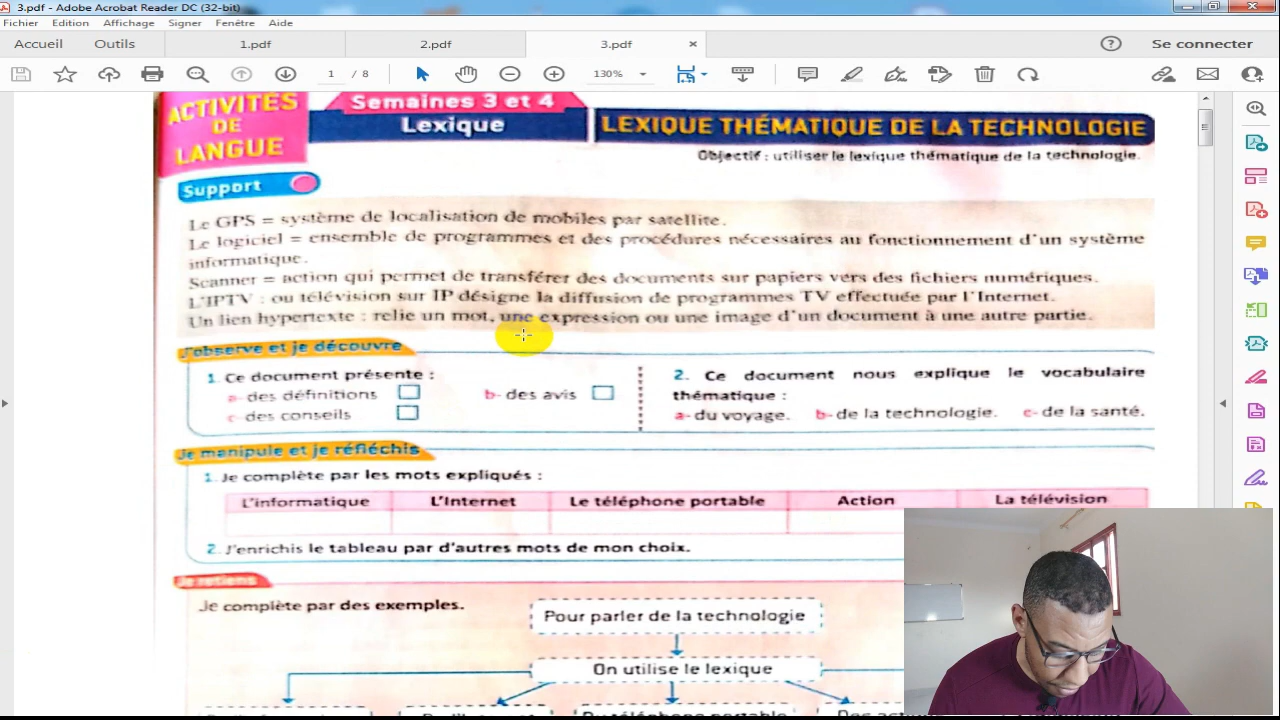 3.pdf - Adobe Acrobat Reader DC (32-bit)
Fichier Edition Affichage Signer Fenêtre Aide
Accueil Outils 1.pdf 2.pdf 3.pdf × Se connecter
1 / 8 130%
ACTIVITÉS
DE
LANGUE
Semaines 3 et 4
Lexique
LEXIQUE THÉMATIQUE DE LA TECHNOLOGIE
Objectif : utiliser le lexique thématique de la technologie.
Support
Le GPS = système de localisation de mobiles par satellite.
Le logiciel = ensemble de programmes et des procédures nécessaires au fonctionnement d'un système
informatique.
Scanner = action qui permet de transférer des documents sur papiers vers des fichiers numériques.
L'IPTV : ou télévision sur IP désigne la diffusion de programmes TV effectuée par l'Internet.
Un lien hypertexte : relie un mot, une expression ou une image d'un document à une autre partie.
J'observe et je découvre
1. Ce document présente :
a- des définitions b- des avis
c- des conseils
2. Ce document nous explique le vocabulaire
thématique :
a- du voyage. b- de la technologie. c- de la santé.
Je manipule et je réfléchis
1. Je complète par les mots expliqués :
L'informatique L'Internet Le téléphone portable Action La télévision
2. J'enrichis le tableau par d'autres mots de mon choix.
Je retiens
Je complète par des exemples.
Pour parler de la technologie
On utilise le lexique